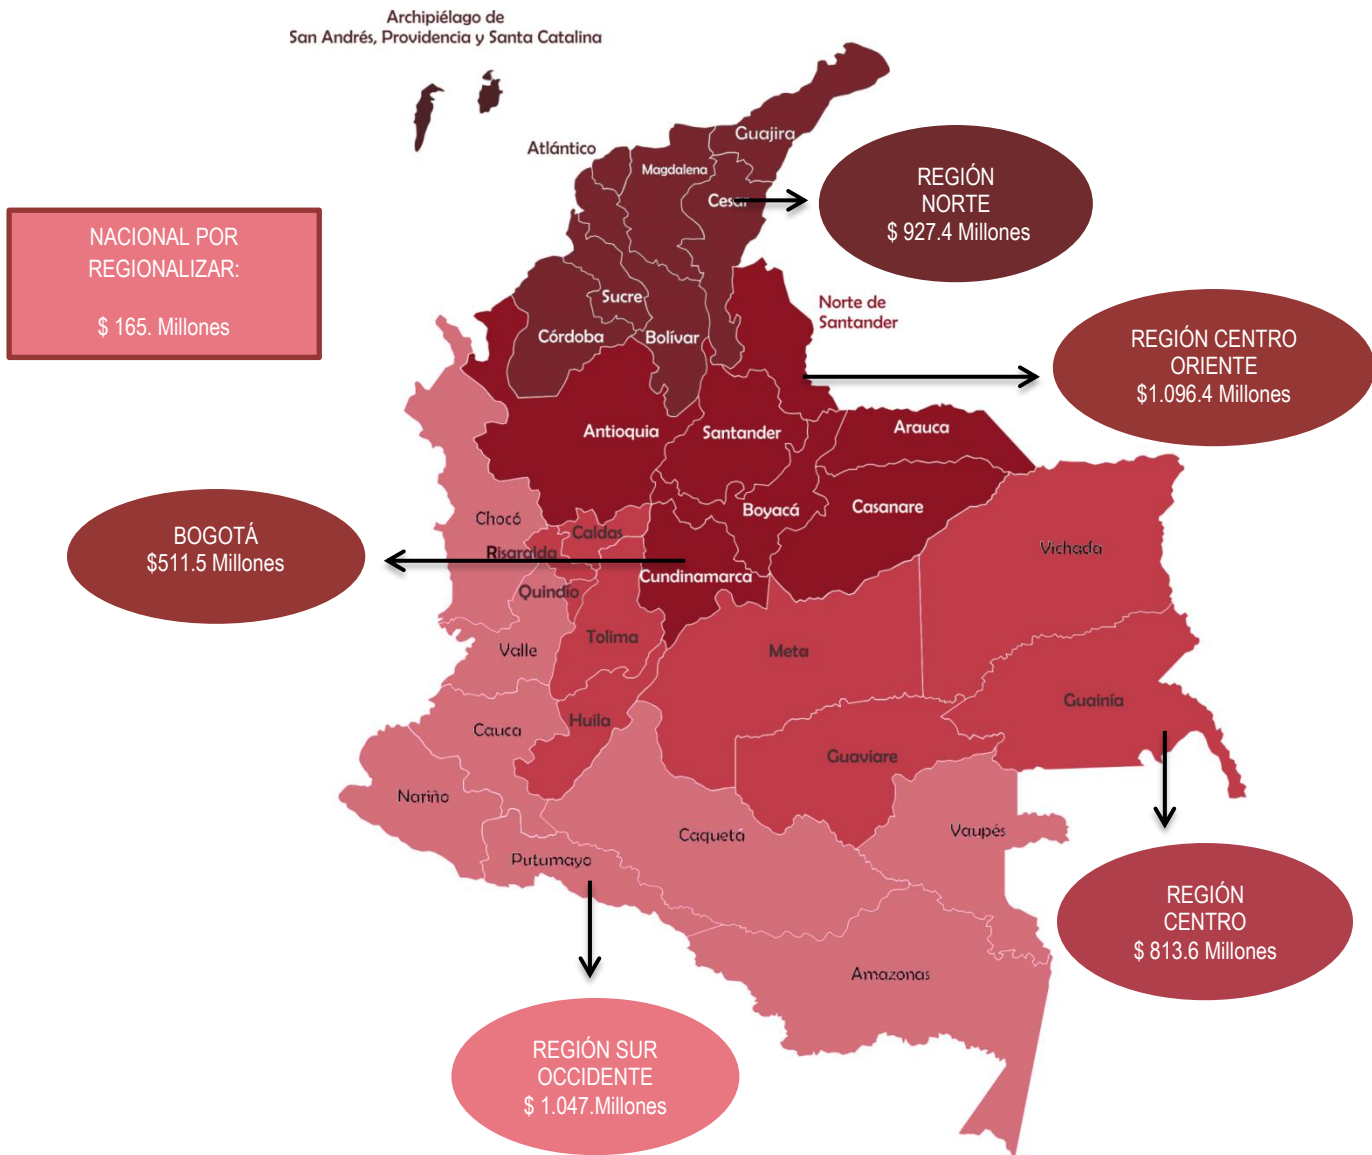 Archipiélago de
San Andrés, Providencia y Santa Catalina
Guajira
Atlántico
Magdalena
Cesar
REGIÓN
NORTE
$ 927.4 Millones
NACIONAL POR
REGIONALIZAR:
$ 165. Millones
Sucre
Córdoba
Bolívar
Norte de
Santander
REGIÓN CENTRO
ORIENTE
$1.096.4 Millones
Antioquia
Santander
Arauca
Boyacá
Casanare
Chocó
Caldas
Risaralda
BOGOTÁ
$511.5 Millones
Cundinamarca
Vichada
Quindío
Tolima
Valle
Meta
Guainía
Cauca
Huila
Guaviare
Nariño
Caquetá
Vaupés
Putumayo
REGIÓN
CENTRO
$ 813.6 Millones
Amazonas
REGIÓN SUR
OCCIDENTE
$ 1.047.Millones